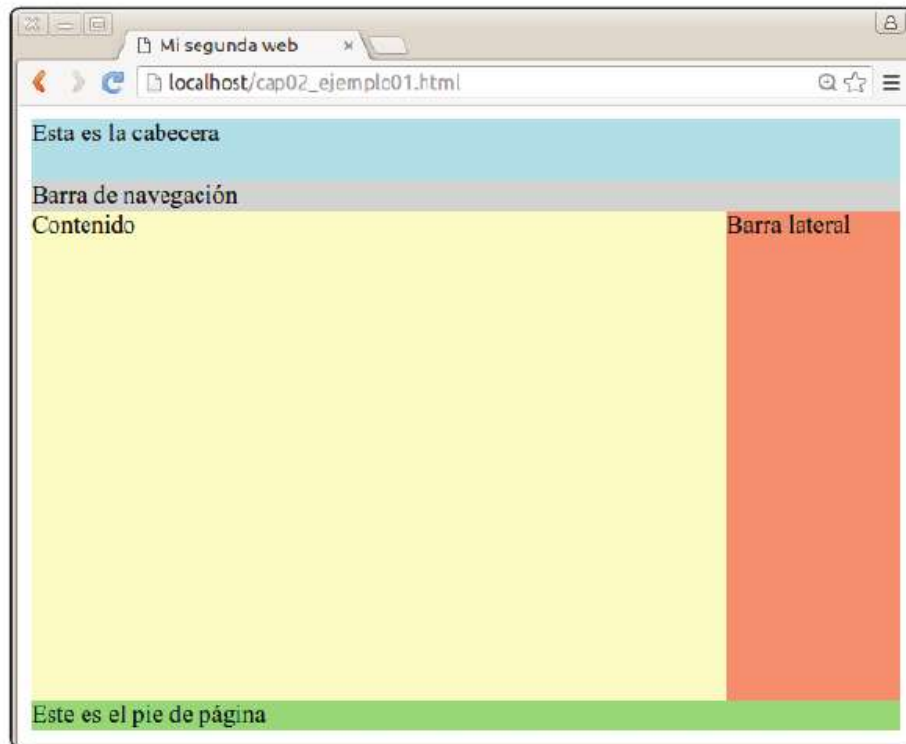 Mi segunda web
localhost/cap02_ejemplo01.html
Esta es la cabecera
Barra de navegación
Contenido
Barra lateral
Este es el pie de página